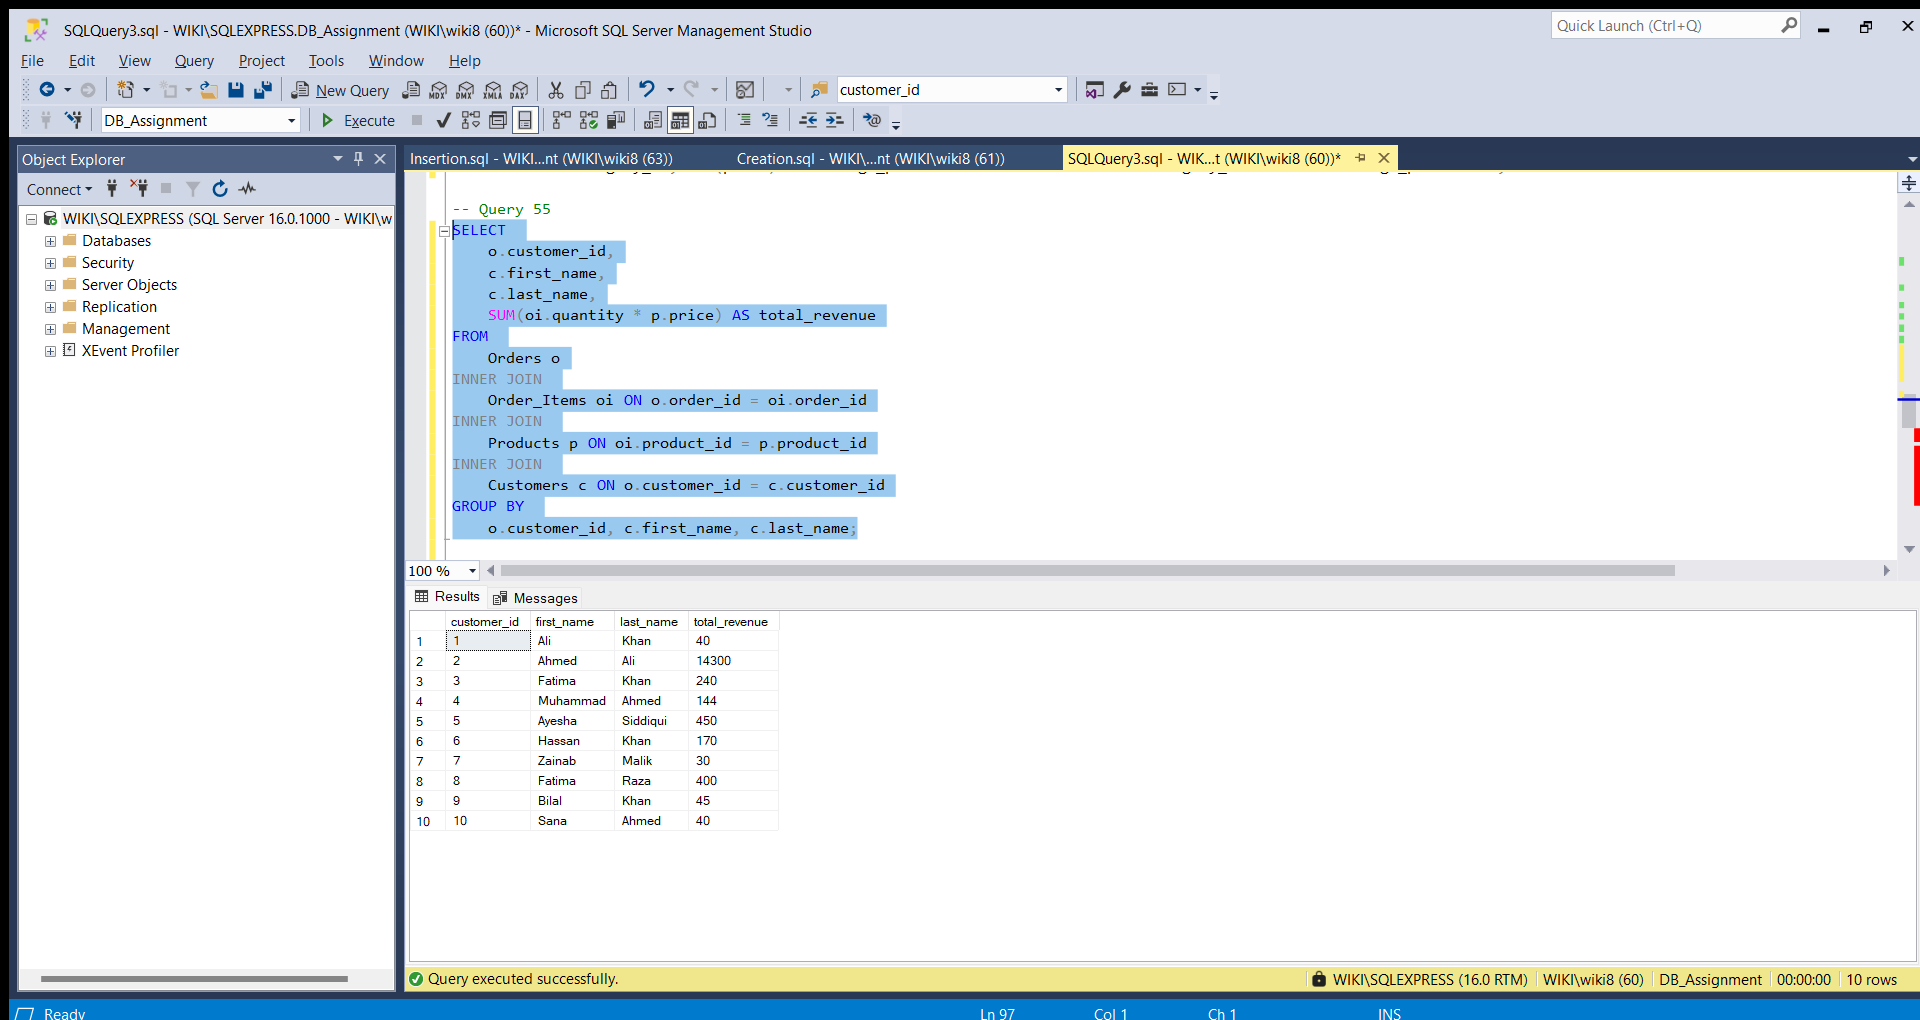 SQLQuery3.sql - WIKI\SQLEXPRESS.DB_Assignment (WIKI\wiki8 (60))* - Microsoft SQL Server Management Studio
Quick Launch (Ctrl+Q)
File Edit View Query Project Tools Window Help
New Query MDX DMX XMLA DAX customer_id
DB_Assignment Execute
Object Explorer
Insertion.sql - WIKI...nt (WIKI\wiki8 (63)) Creation.sql - WIKI\...nt (WIKI\wiki8 (61)) SQLQuery3.sql - WIK...t (WIKI\wiki8 (60))*
Connect
WIKI\SQLEXPRESS (SQL Server 16.0.1000 - WIKI\w
Databases
Security
Server Objects
Replication
Management
XEvent Profiler
-- Query 55
SELECT
o.customer_id,
c.first_name,
c.last_name,
SUM(oi.quantity * p.price) AS total_revenue
FROM
Orders o
INNER JOIN
Order_Items oi ON o.order_id = oi.order_id
INNER JOIN
Products p ON oi.product_id = p.product_id
INNER JOIN
Customers c ON o.customer_id = c.customer_id
GROUP BY
o.customer_id, c.first_name, c.last_name;
100 %
Results Messages
customer_id first_name last_name total_revenue
1 1 Ali Khan 40
2 2 Ahmed Ali 14300
3 3 Fatima Khan 240
4 4 Muhammad Ahmed 144
5 5 Ayesha Siddiqui 450
6 6 Hassan Khan 170
7 7 Zainab Malik 30
8 8 Fatima Raza 400
9 9 Bilal Khan 45
10 10 Sana Ahmed 40
Query executed successfully. WIKI\SQLEXPRESS (16.0 RTM) WIKI\wiki8 (60) DB_Assignment 00:00:00 10 rows
Ready Ln 97 Col 1 Ch 1 INS